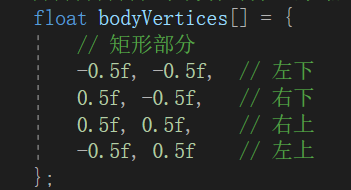 float bodyVertices[] = {
// 矩形部分
-0.5f, -0.5f, // 左下
0.5f, -0.5f, // 右下
0.5f, 0.5f, // 右上
-0.5f, 0.5f // 左上
};